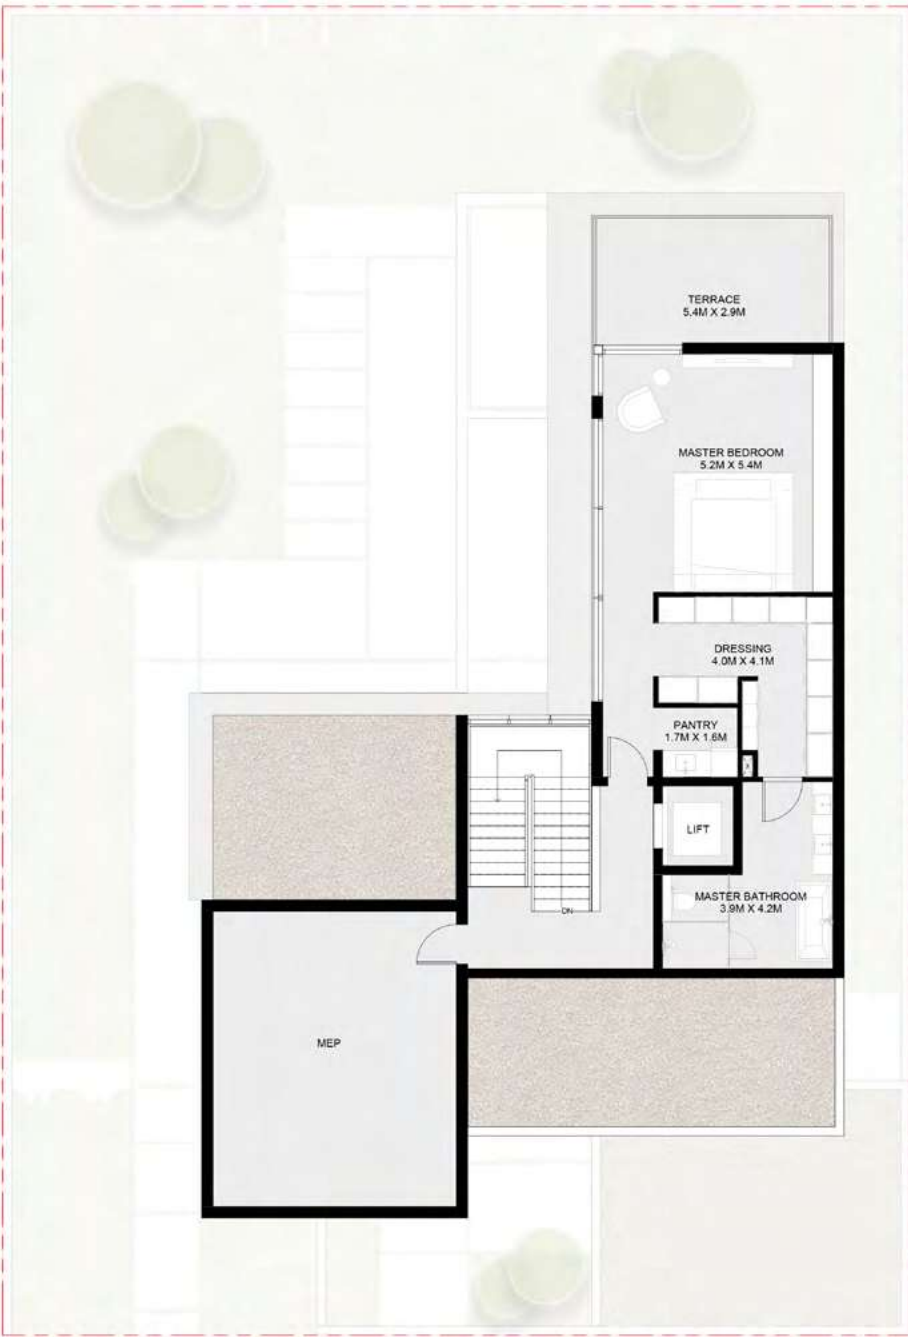 TERRACE
5.4M X 2.9M
MASTER BEDROOM
5.2M X 5.4M
DRESSING
4.0M X 4.1M
PANTRY
1.7M X 1.6M
LIFT
MASTER BATHROOM
3.9M X 4.2M
DN
MEP